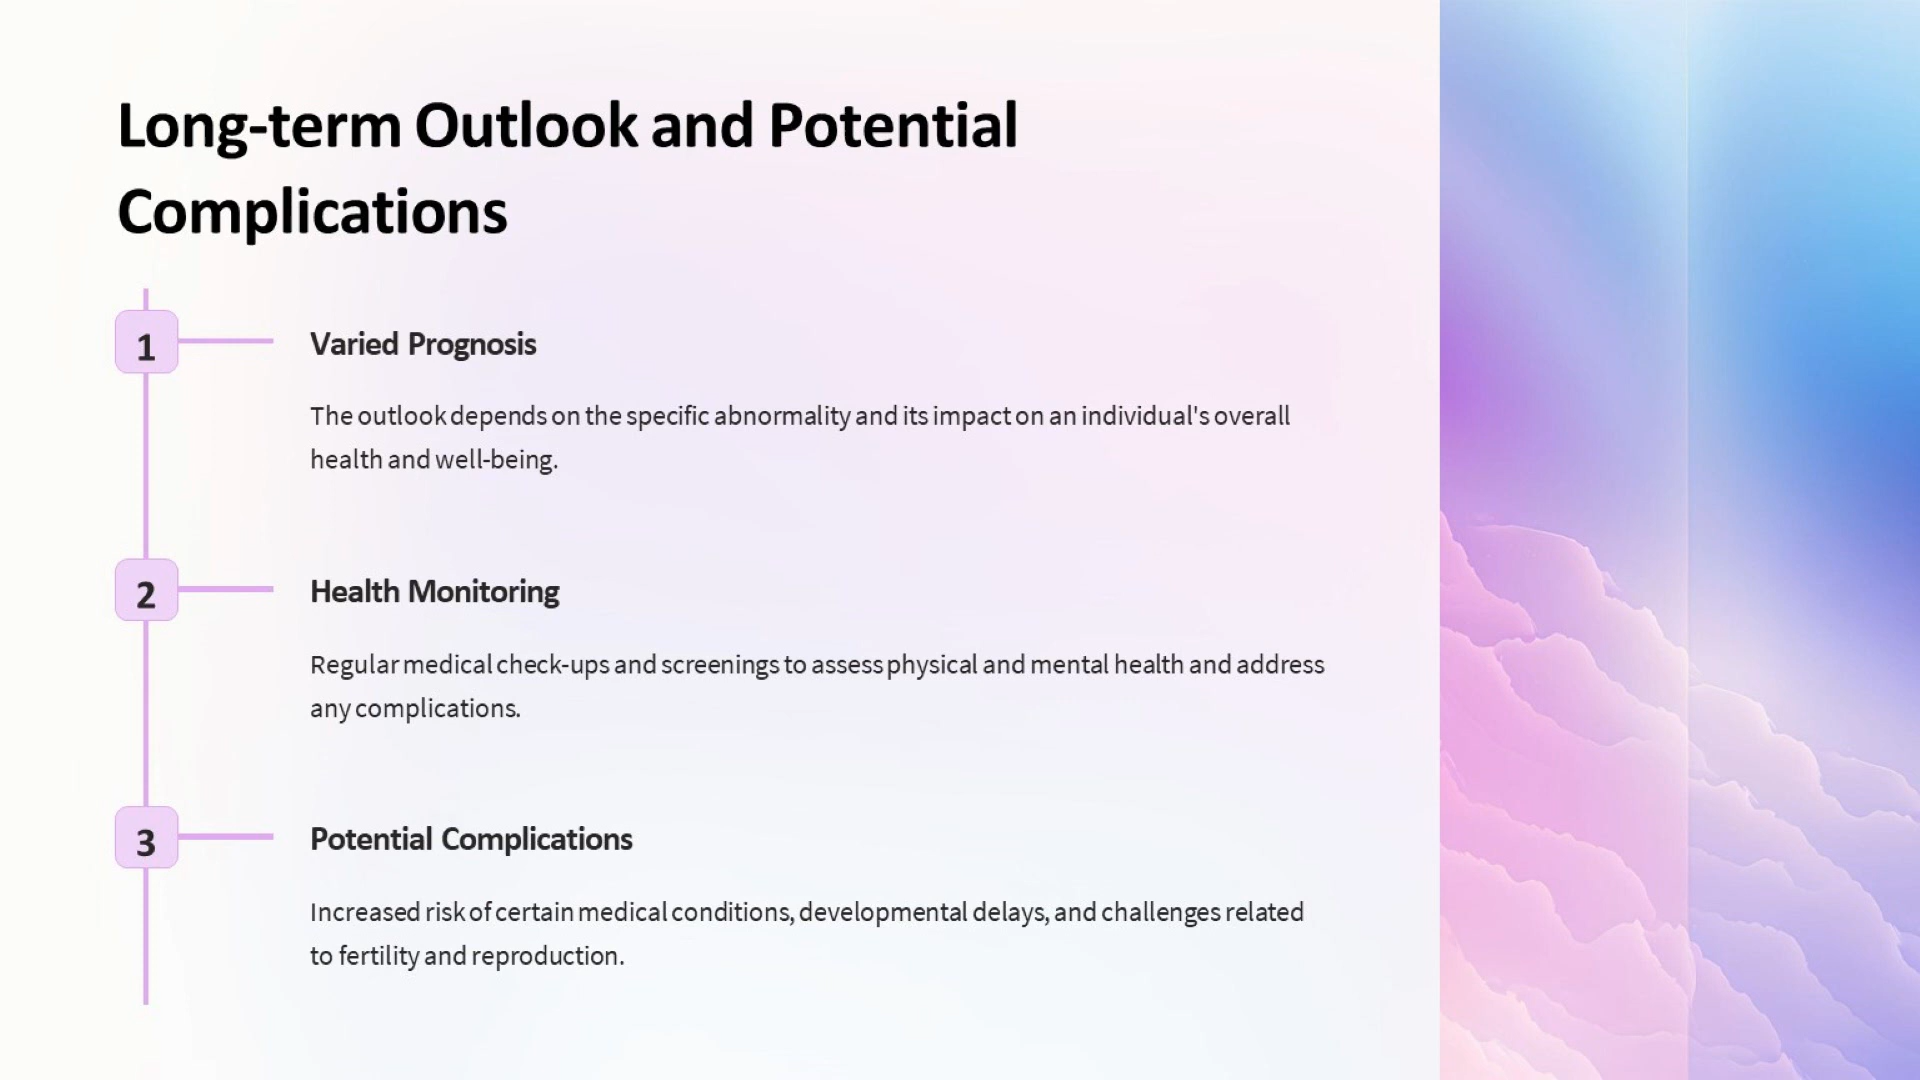 Long-term Outlook and Potential
Complications
1
Varied Prognosis
The outlook depends on the specific abnormality and its impact on an individual's overall
health and well-being.
2
Health Monitoring
Regular medical check-ups and screenings to assess physical and mental health and address
any complications.
3
Potential Complications
Increased risk of certain medical conditions, developmental delays, and challenges related
to fertility and reproduction.